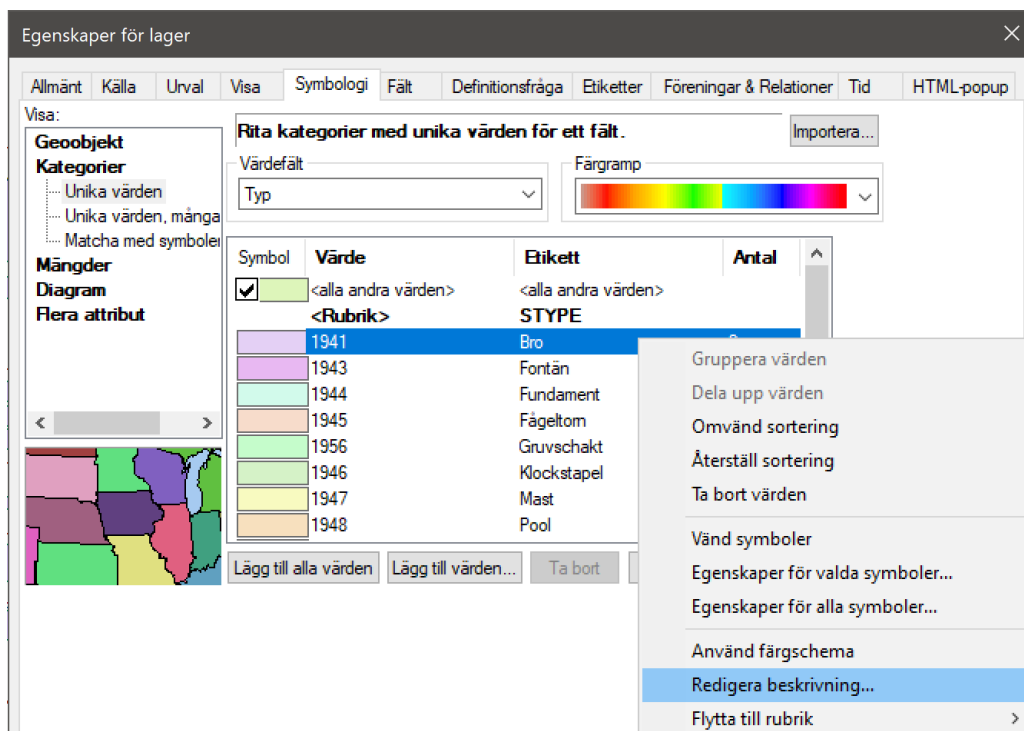 Egenskaper för lager
Allmänt Källa Urval Visa Symbologi Fält Definitionsfråga Etiketter Föreningar & Relationer Tid HTML-popup
Visa:
Geoobjekt
Kategorier
Unika värden
Unika värden, många
Matcha med symboler
Mängder
Diagram
Flera attribut
Rita kategorier med unika värden för ett fält.
Importera...
Värdefält
Typ
Färgramp
Symbol Värde Etikett Antal
<alla andra värden> <alla andra värden>
<Rubrik> STYPE
1941 Bro
1943 Fontän
1944 Fundament
1945 Fågeltorn
1956 Gruvschakt
1946 Klockstapel
1947 Mast
1948 Pool
Lägg till alla värden Lägg till värden... Ta bort
Gruppera värden
Dela upp värden
Omvänd sortering
Återställ sortering
Ta bort värden
Vänd symboler
Egenskaper för valda symboler...
Egenskaper för alla symboler...
Använd färgschema
Redigera beskrivning...
Flytta till rubrik